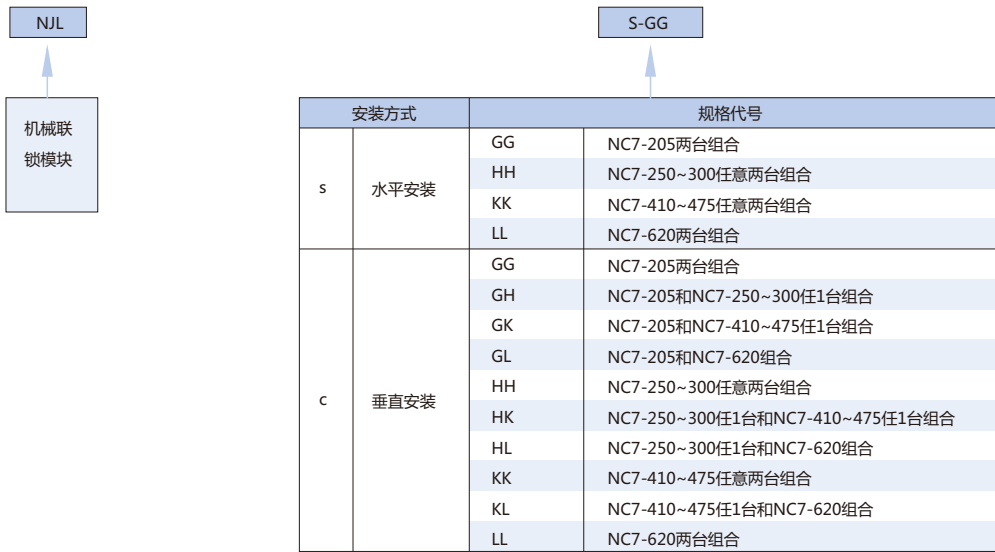 NJL
S-GG
机械联
锁模块
安装方式 规格代号
s 水平安装
GG NC7-205两台组合
HH NC7-250~300任意两台组合
KK NC7-410~475任意两台组合
LL NC7-620两台组合
c 垂直安装
GG NC7-205两台组合
GH NC7-205和NC7-250~300任1台组合
GK NC7-205和NC7-410~475任1台组合
GL NC7-205和NC7-620组合
HH NC7-250~300任意两台组合
HK NC7-250~300任1台和NC7-410~475任1台组合
HL NC7-250~300任1台和NC7-620组合
KK NC7-410~475任意两台组合
KL NC7-410~475任1台和NC7-620组合
LL NC7-620两台组合